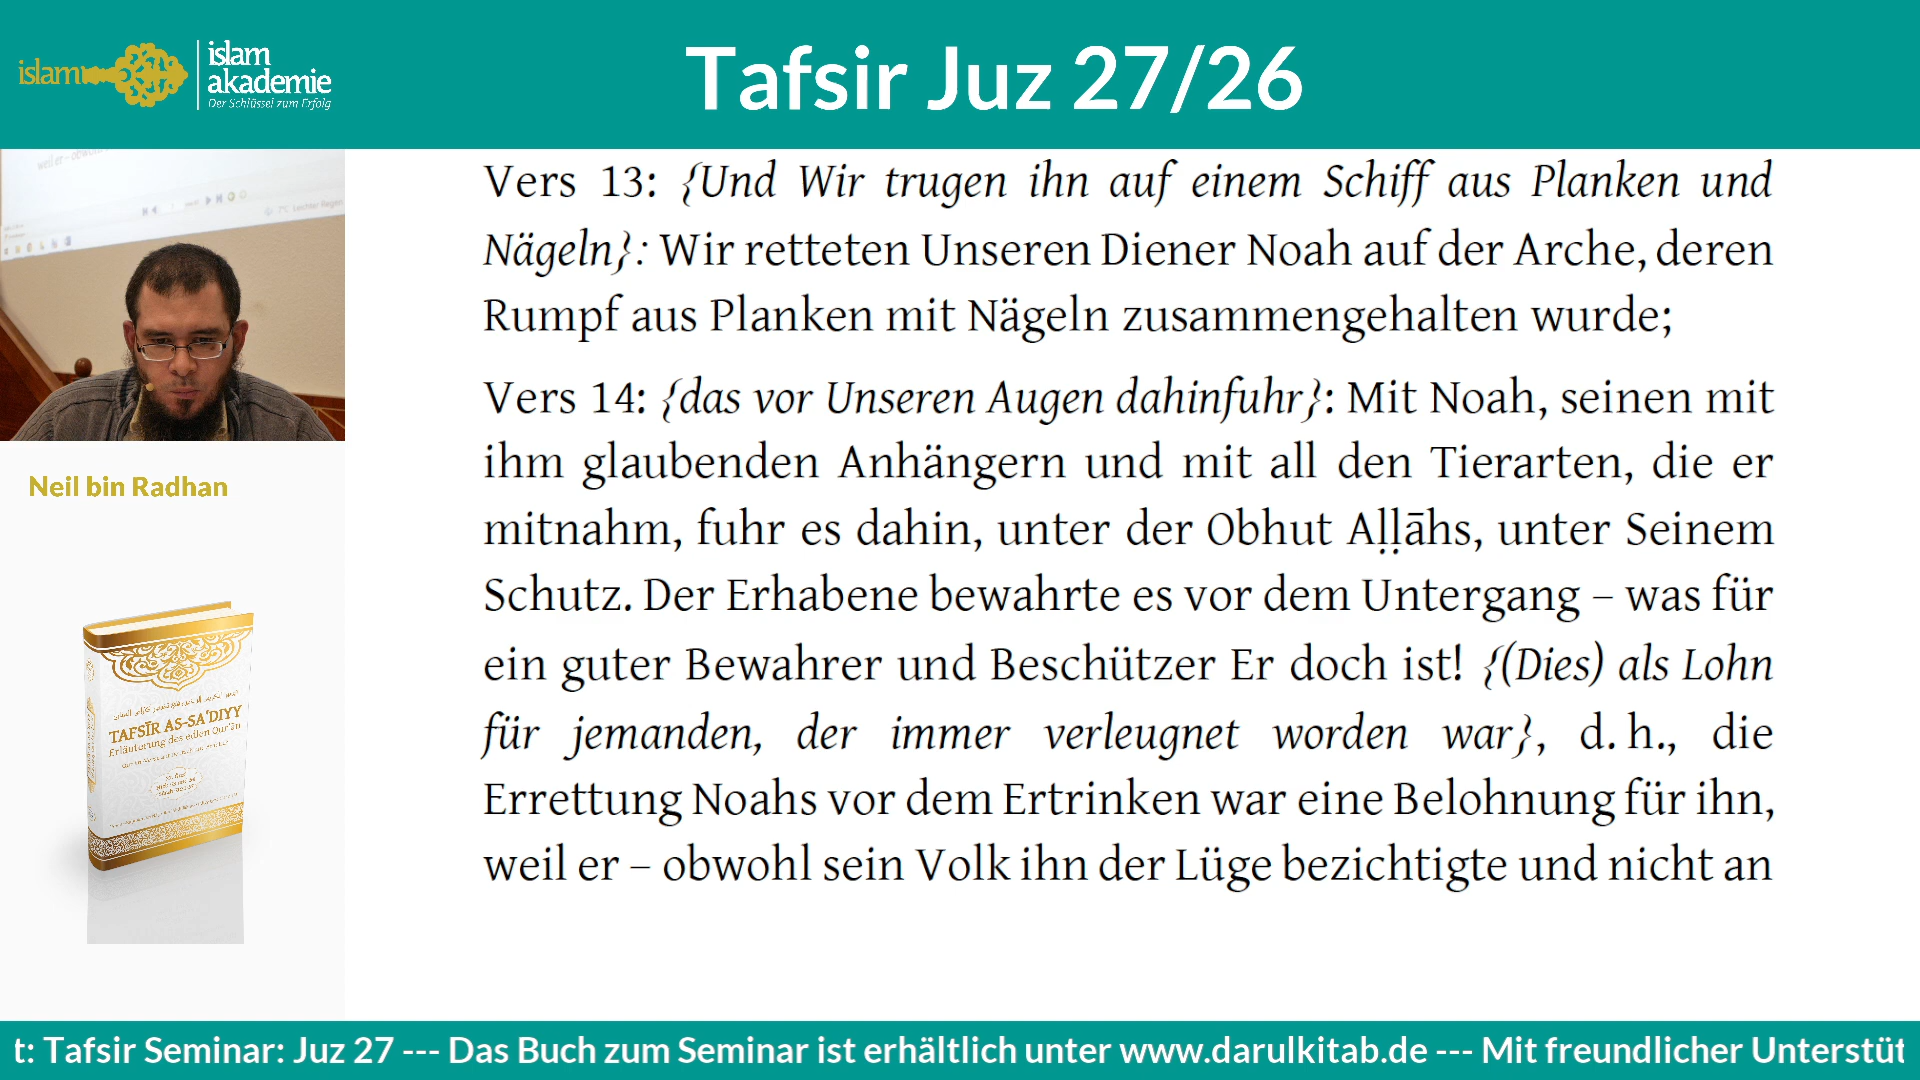 islam
islam
akademie
Der Schlüssel zum Erfolg
Tafsir Juz 27/26
Vers 13: {Und Wir trugen ihn auf einem Schiff aus Planken und
Nägeln}: Wir retteten Unseren Diener Noah auf der Arche, deren
Rumpf aus Planken mit Nägeln zusammengehalten wurde;
Vers 14: {das vor Unseren Augen dahinfuhr}: Mit Noah, seinen mit
ihm glaubenden Anhängern und mit all den Tierarten, die er
mitnahm, fuhr es dahin, unter der Obhut Aḷḷāhs, unter Seinem
Schutz. Der Erhabene bewahrte es vor dem Untergang – was für
ein guter Bewahrer und Beschützer Er doch ist! {(Dies) als Lohn
für jemanden, der immer verleugnet worden war}, d. h., die
Errettung Noahs vor dem Ertrinken war eine Belohnung für ihn,
weil er – obwohl sein Volk ihn der Lüge bezichtigte und nicht an
Neil bin Radhan
TAFSĪR AS-SA'DIYY
Erläuterung des edlen Qur'ān
t: Tafsir Seminar: Juz 27 --- Das Buch zum Seminar ist erhältlich unter www.darulkitab.de --- Mit freundlicher Unterstüt